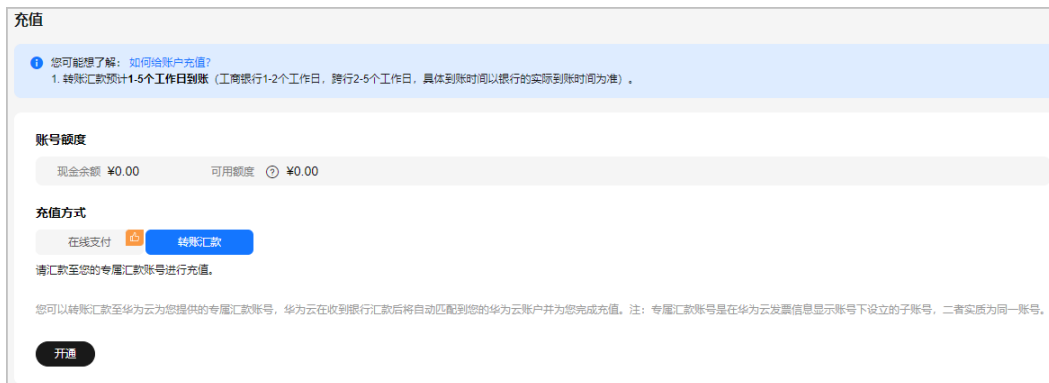 充值
您可能想了解： 如何给账户充值?
1. 转账汇款预计1-5个工作日到账（工商银行1-2个工作日，跨行2-5个工作日，具体到账时间以银行的实际到账时间为准）。
账号额度
现金余额 ¥0.00 可用额度 ? ¥0.00
充值方式
在线支付 转账汇款
请汇款至您的专属汇款账号进行充值。
您可以转账汇款至华为云为您提供的专属汇款账号，华为云在收到银行汇款后将自动匹配到您的华为云账户并为您完成充值。注：专属汇款账号是在华为云发票信息显示账号下设立的子账号，二者实质为同一账号。
开通